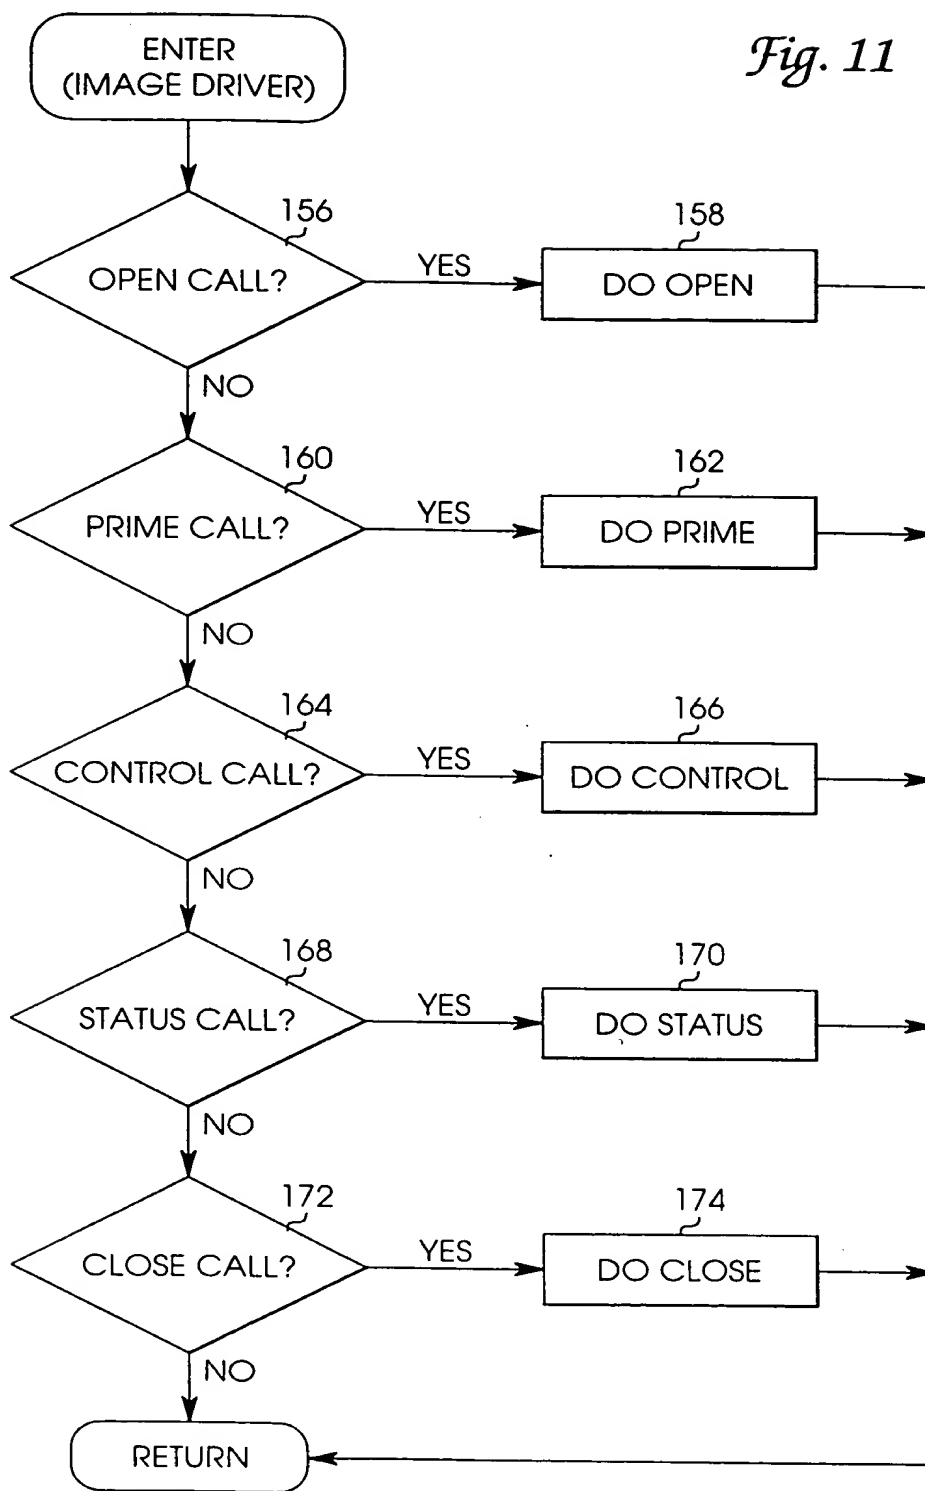 Fig. 11
ENTER
(IMAGE DRIVER)
156
OPEN CALL?
YES
158
DO OPEN
NO
160
PRIME CALL?
YES
162
DO PRIME
NO
164
CONTROL CALL?
YES
166
DO CONTROL
NO
168
STATUS CALL?
YES
170
DO STATUS
NO
172
CLOSE CALL?
YES
174
DO CLOSE
NO
RETURN